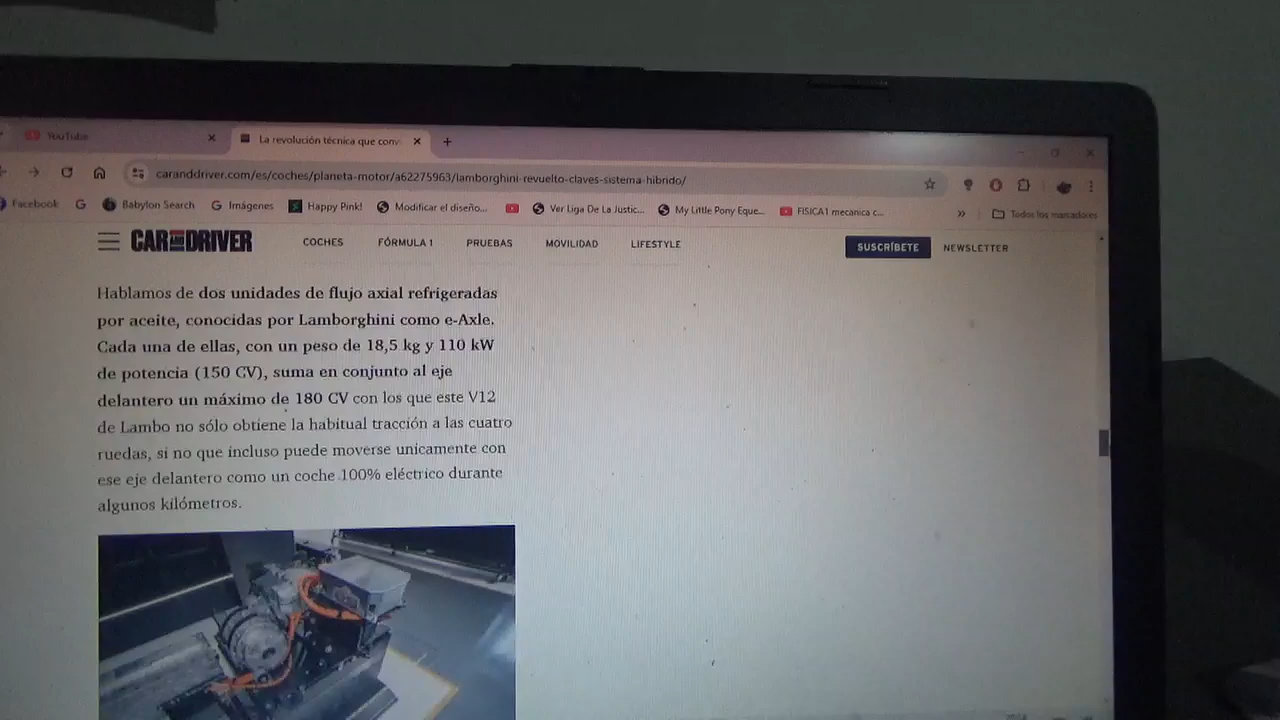 YouTube
La revolución técnica que conv
caranddriver.com/es/coches/planeta-motor/a62275963/lamborghini-revuelto-claves-sistema-hibrido/
Facebook
Babylon Search
Imágenes
Happy Pink!
Modificar el diseño...
Ver Liga De La Justic...
My Little Pony Eque...
FISICA1 mecanica c...
Todos los marcadores
CAR AND DRIVER
COCHES
FÓRMULA 1
PRUEBAS
MOVILIDAD
LIFESTYLE
SUSCRÍBETE
NEWSLETTER
Hablamos de dos unidades de flujo axial refrigeradas
por aceite, conocidas por Lamborghini como e-Axle.
Cada una de ellas, con un peso de 18,5 kg y 110 kW
de potencia (150 CV), suma en conjunto al eje
delantero un máximo de 180 CV con los que este V12
de Lambo no sólo obtiene la habitual tracción a las cuatro
ruedas, si no que incluso puede moverse unicamente con
ese eje delantero como un coche 100% eléctrico durante
algunos kilómetros.